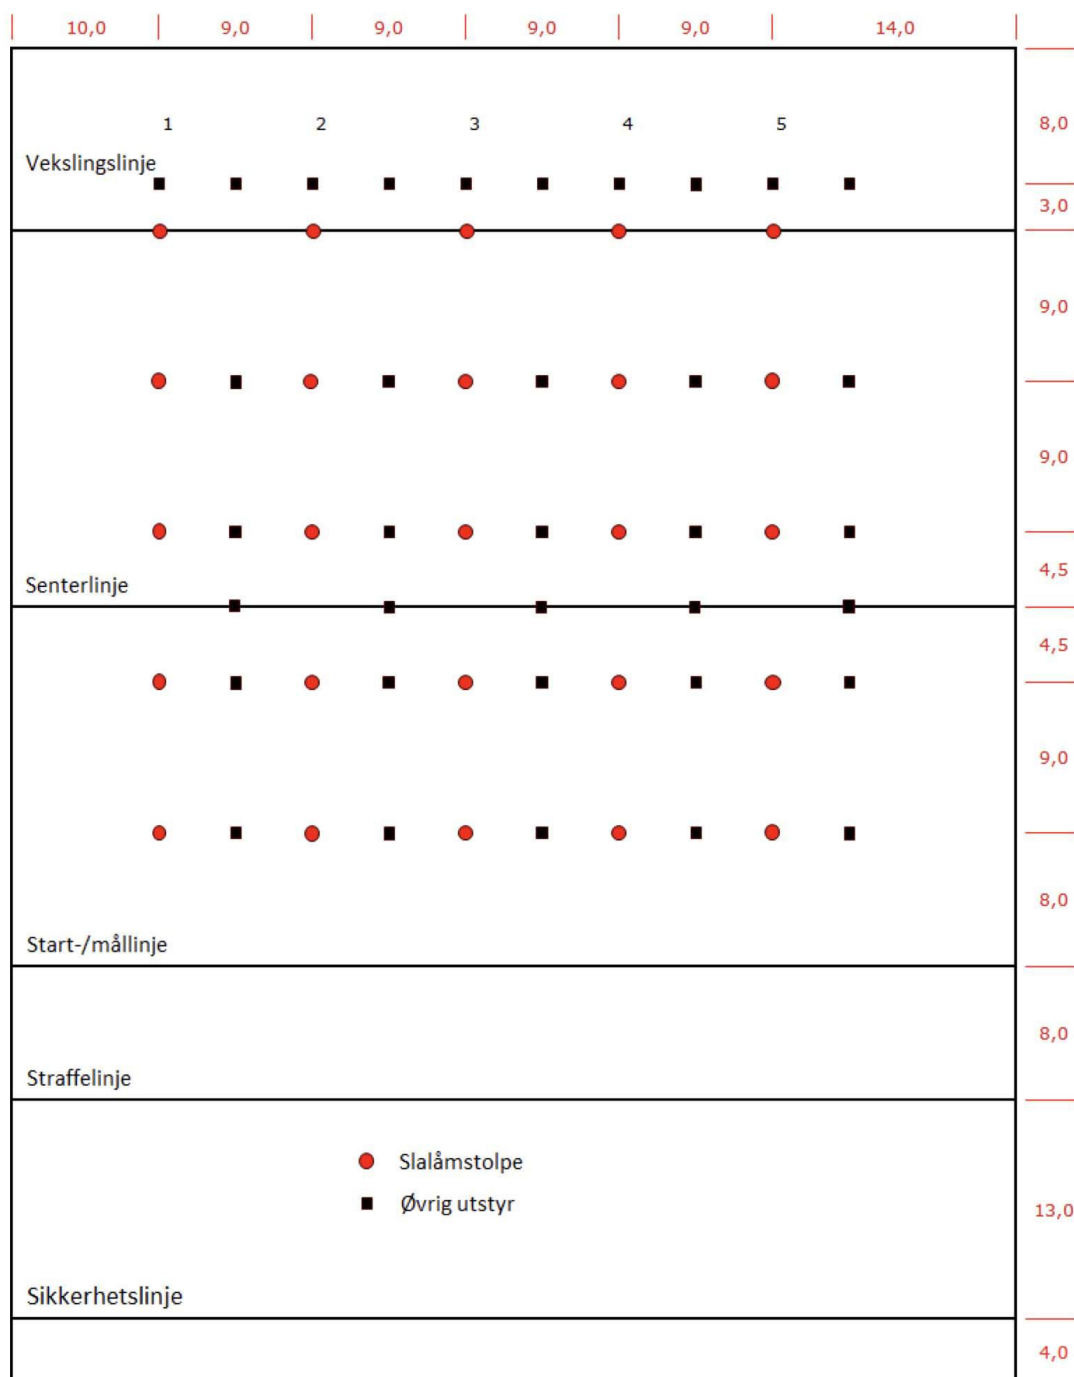 10,0 9,0 9,0 9,0 9,0 14,0
1 2 3 4 5
8,0
Vekslingslinje
3,0
9,0
9,0
4,5
Senterlinje
4,5
9,0
8,0
Start-/mållinje
8,0
Straffelinje
Slalåmstolpe
Øvrig utstyr
13,0
Sikkerhetslinje
4,0